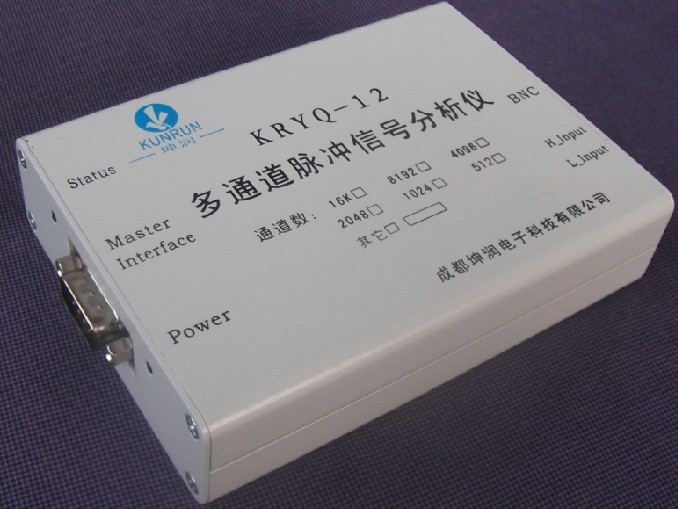 KUNRUN
坤润
KRYQ-12
多通道脉冲信号分析仪
Status
Master
Interface
Power
BNC
H_Input
L_Input
通道数: 16K□ 8192□ 4096□
2048□ 1024□ 512□
其它□
成都坤润电子科技有限公司